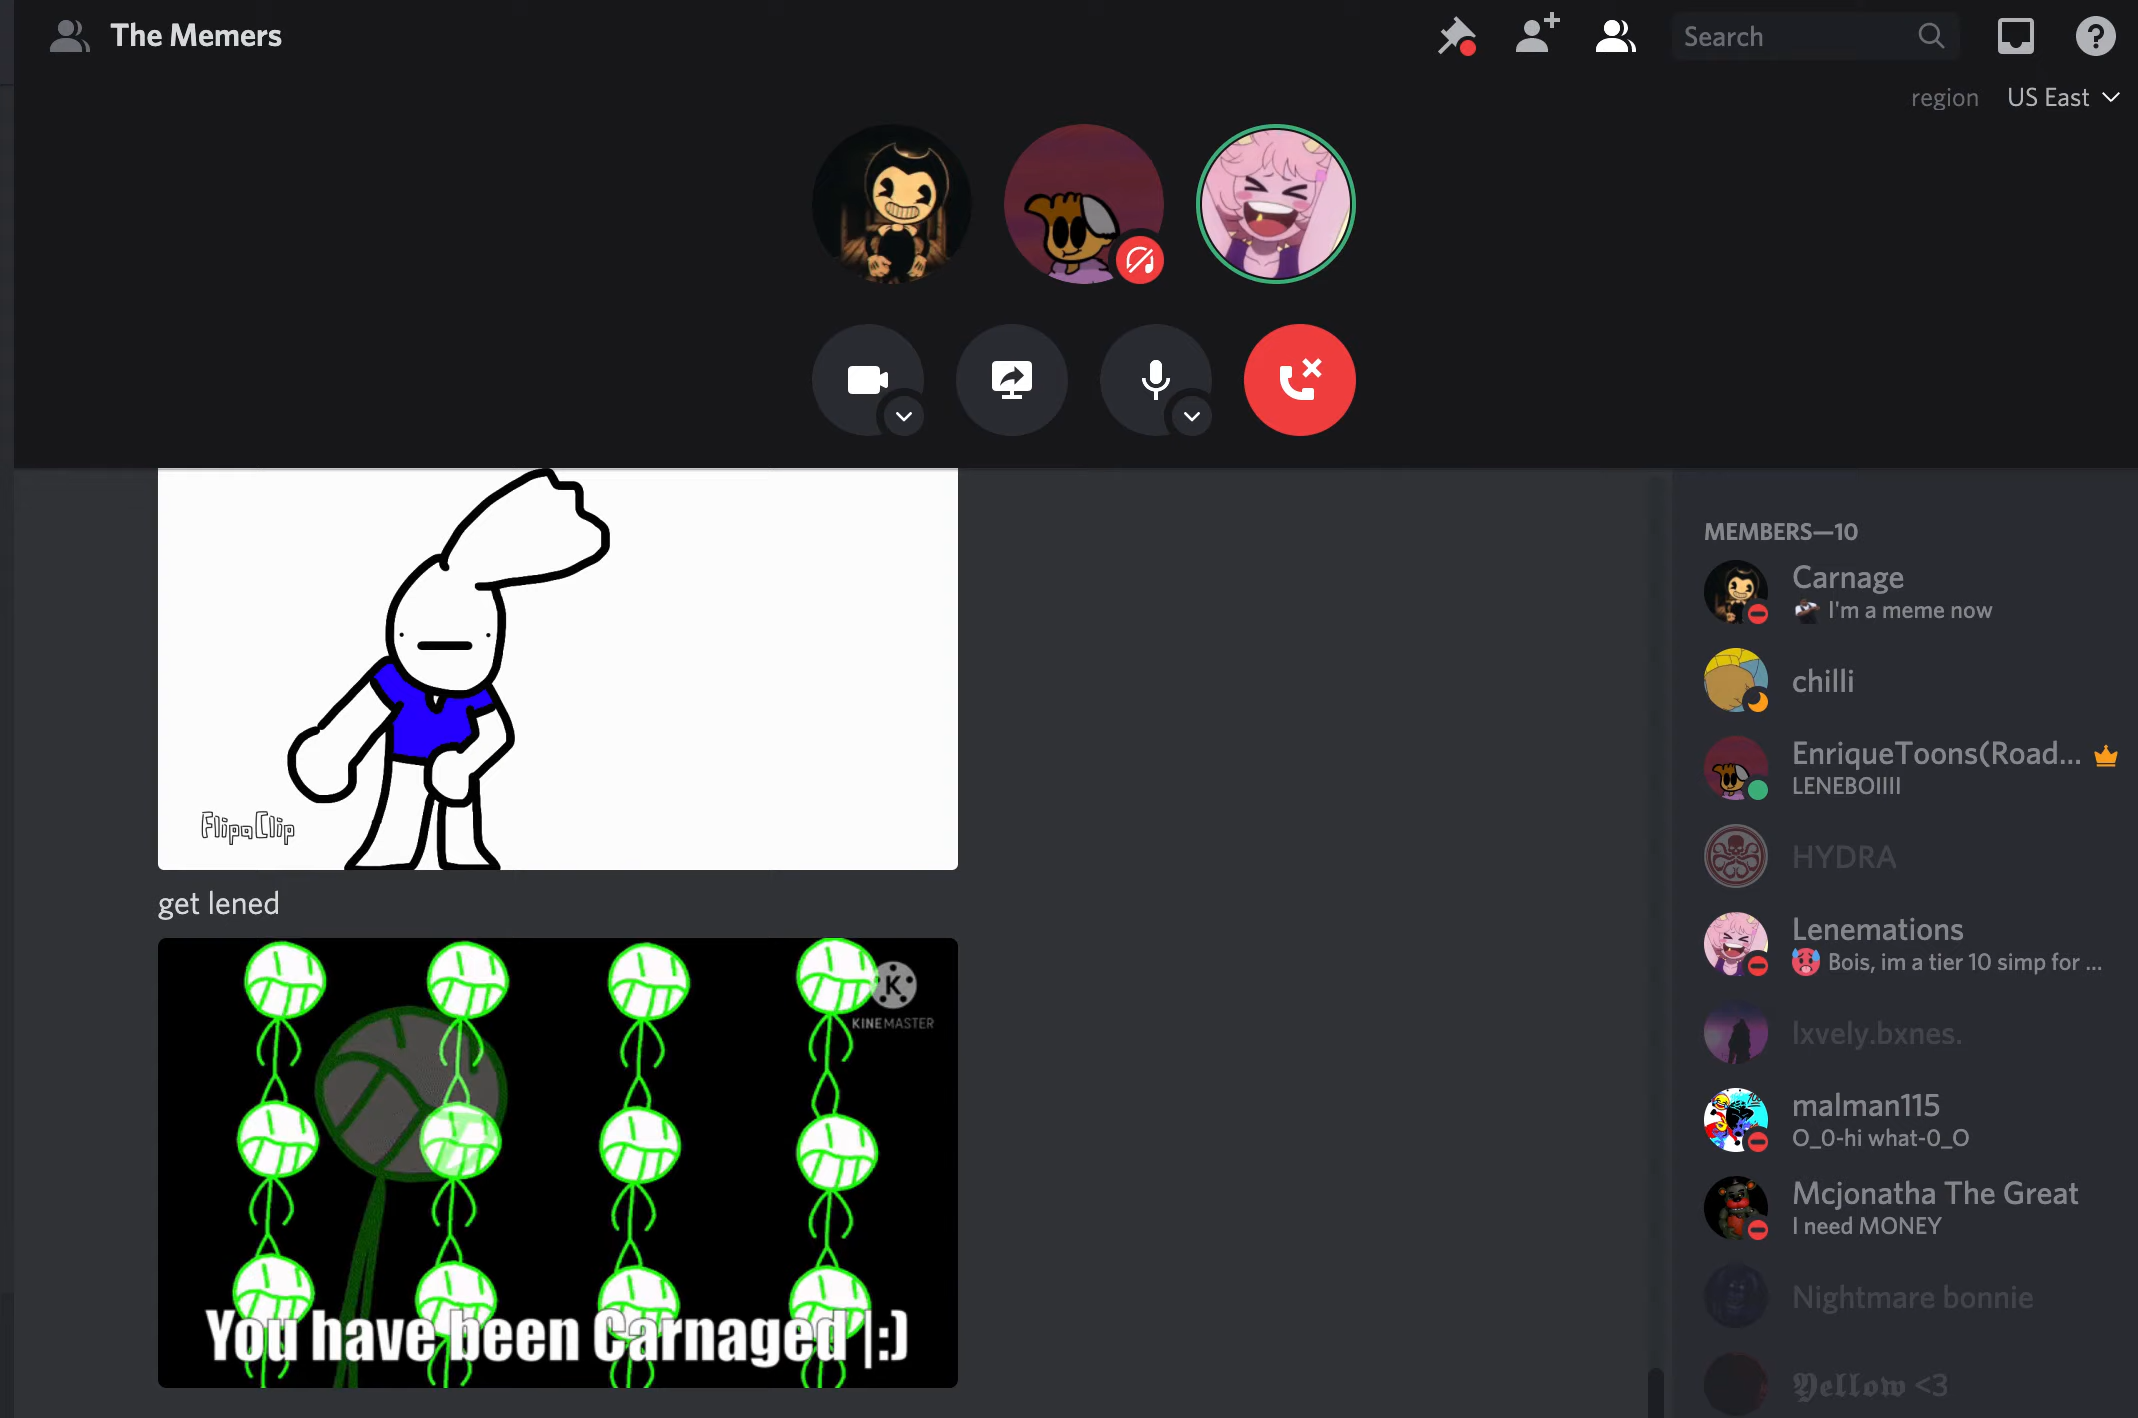 The Memers
Search
region US East
FlipaClip
get lened
K
KINEMASTER
You have been Carnaged |:)
MEMBERS—10
Carnage
I'm a meme now
chilli
EnriqueToons(Road...
LENEBOIIII
HYDRA
Lenemations
Bois, im a tier 10 simp for ...
lxvely.bxnes.
malman115
O_0-hi what-0_O
Mcjonatha The Great
I need MONEY
Nightmare bonnie
𝖄𝖊𝖑𝖑𝖔𝖜 <3